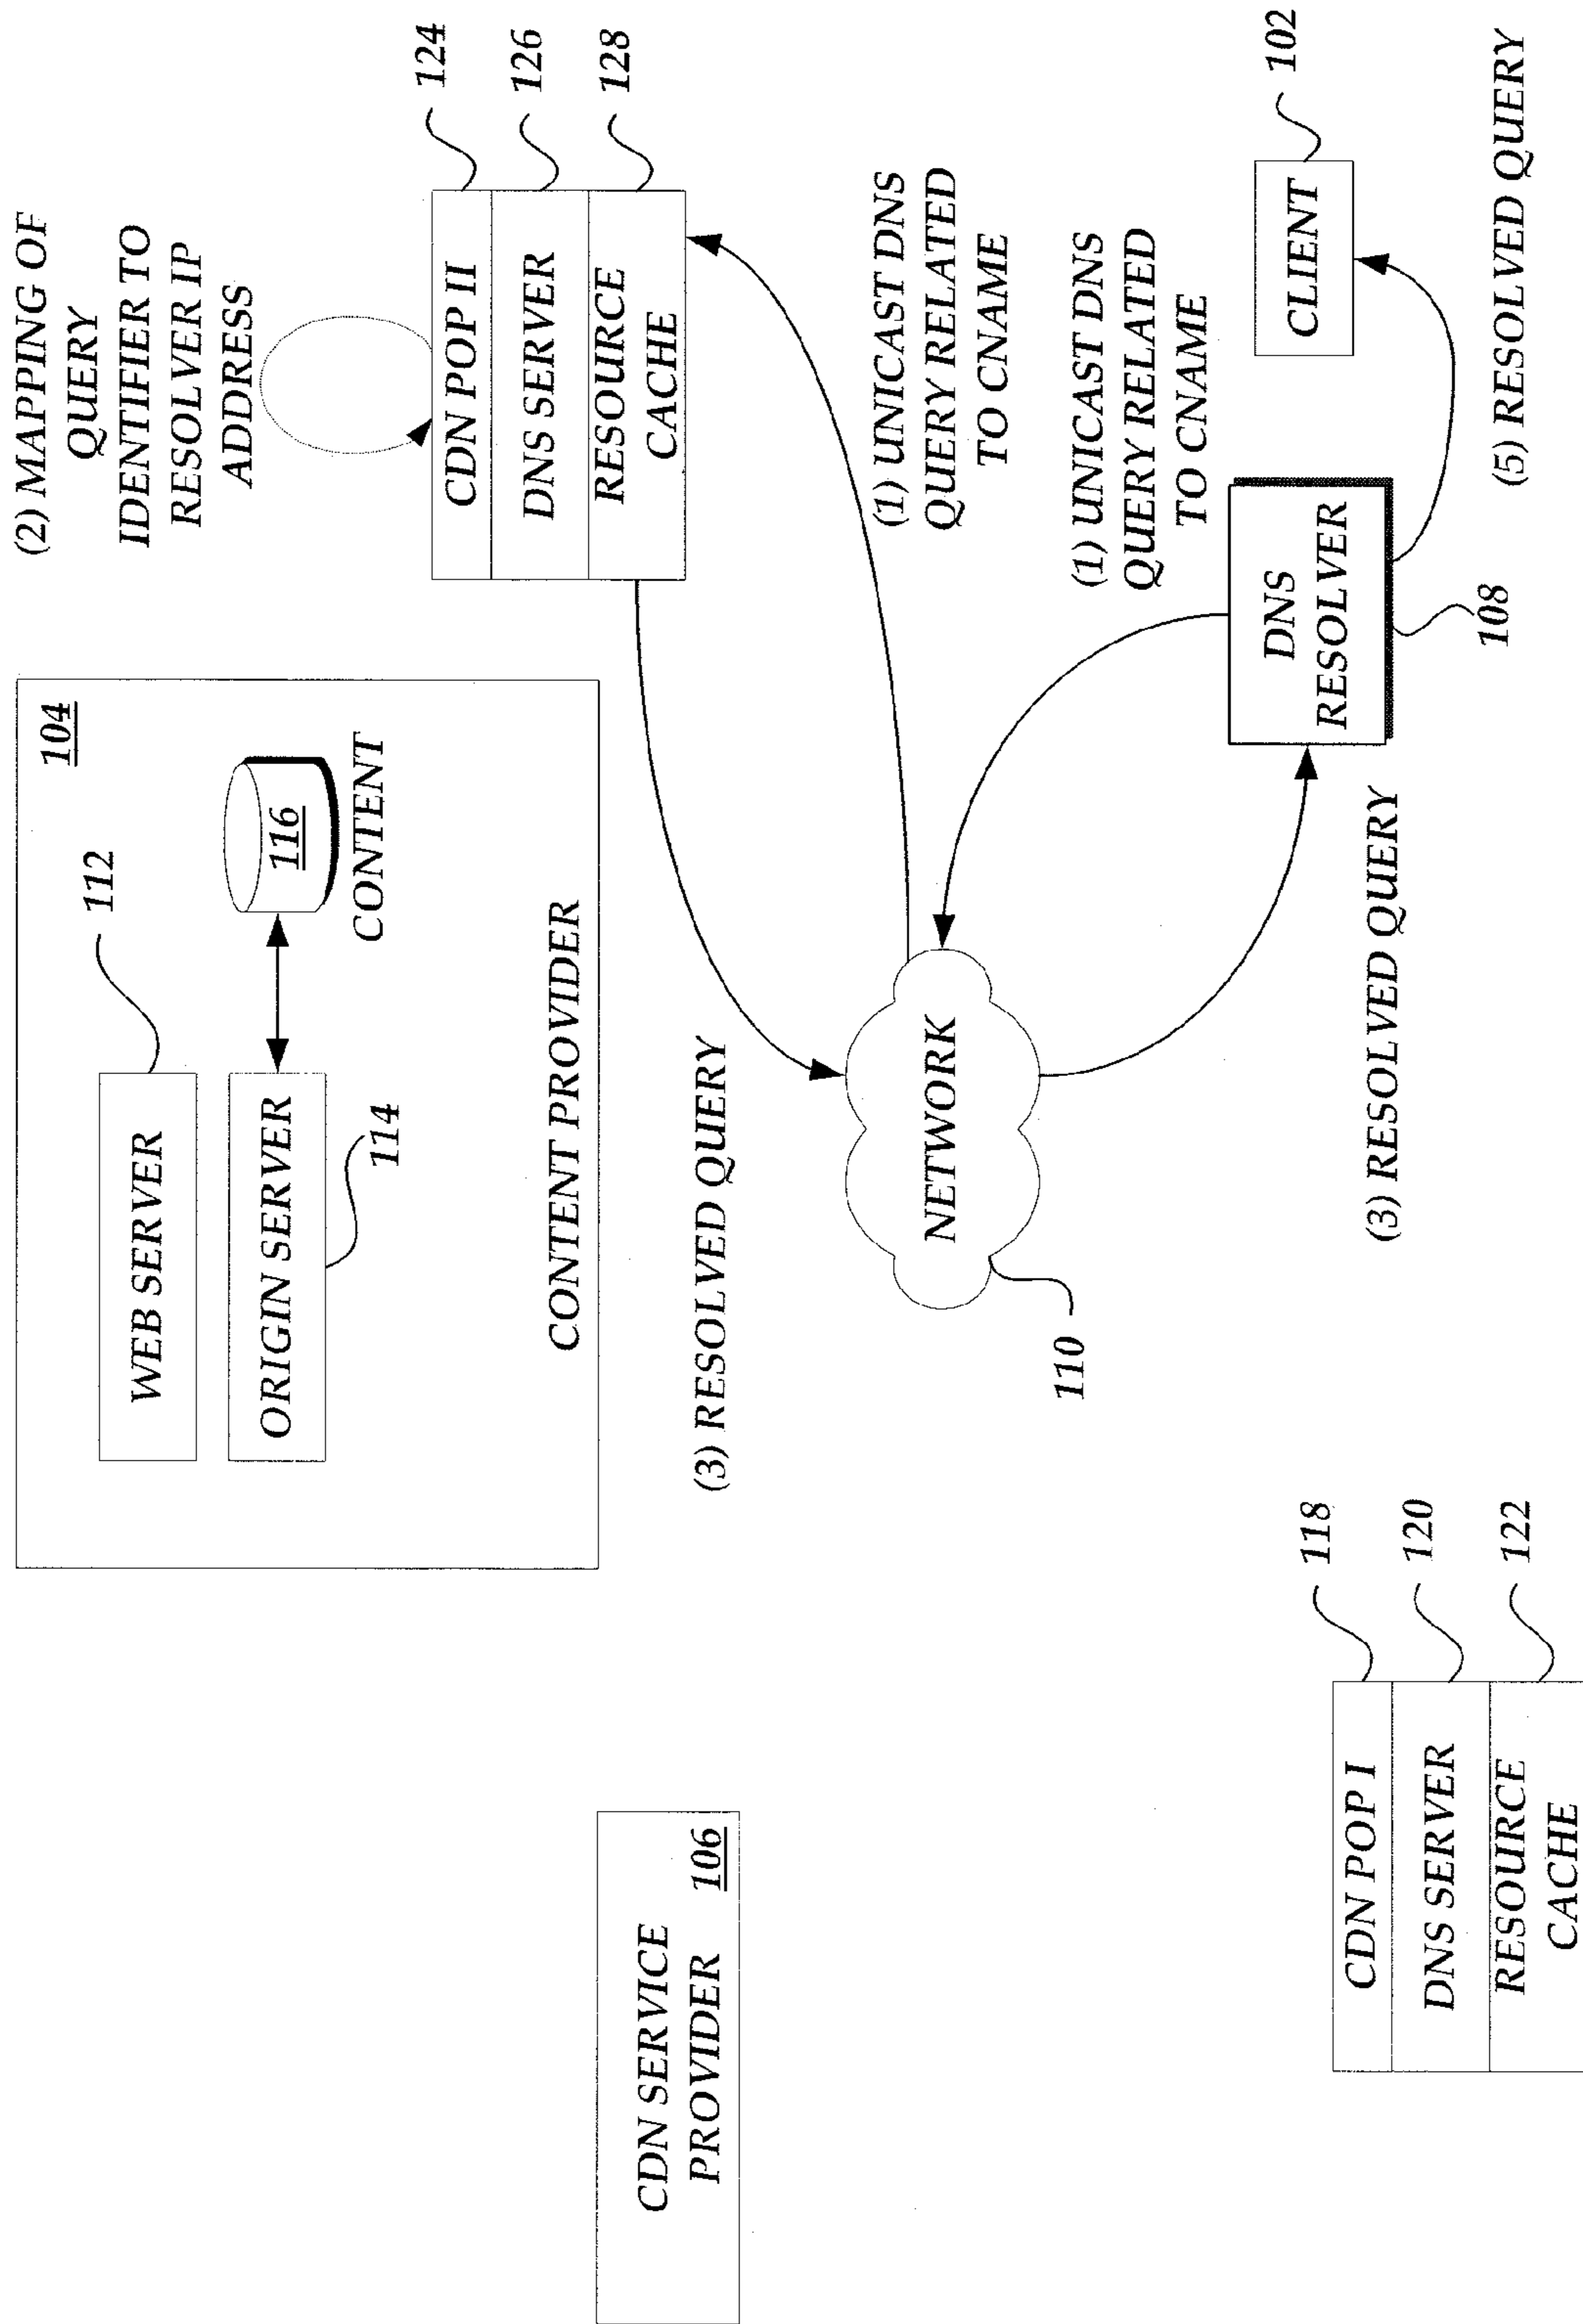 104
WEB SERVER
112
ORIGIN SERVER
114
116
CONTENT
CONTENT PROVIDER
(2) MAPPING OF
QUERY
IDENTIFIER TO
RESOLVER IP
ADDRESS
CDN POP II
124
DNS SERVER
126
RESOURCE
CACHE
128
CDN SERVICE
PROVIDER
106
(3) RESOLVED QUERY
(1) UNICAST DNS
QUERY RELATED
TO CNAME
NETWORK
110
(1) UNICAST DNS
QUERY RELATED
TO CNAME
DNS
RESOLVER
108
CLIENT
102
(3) RESOLVED QUERY
(5) RESOLVED QUERY
CDN POP I
118
DNS SERVER
120
RESOURCE
CACHE
122